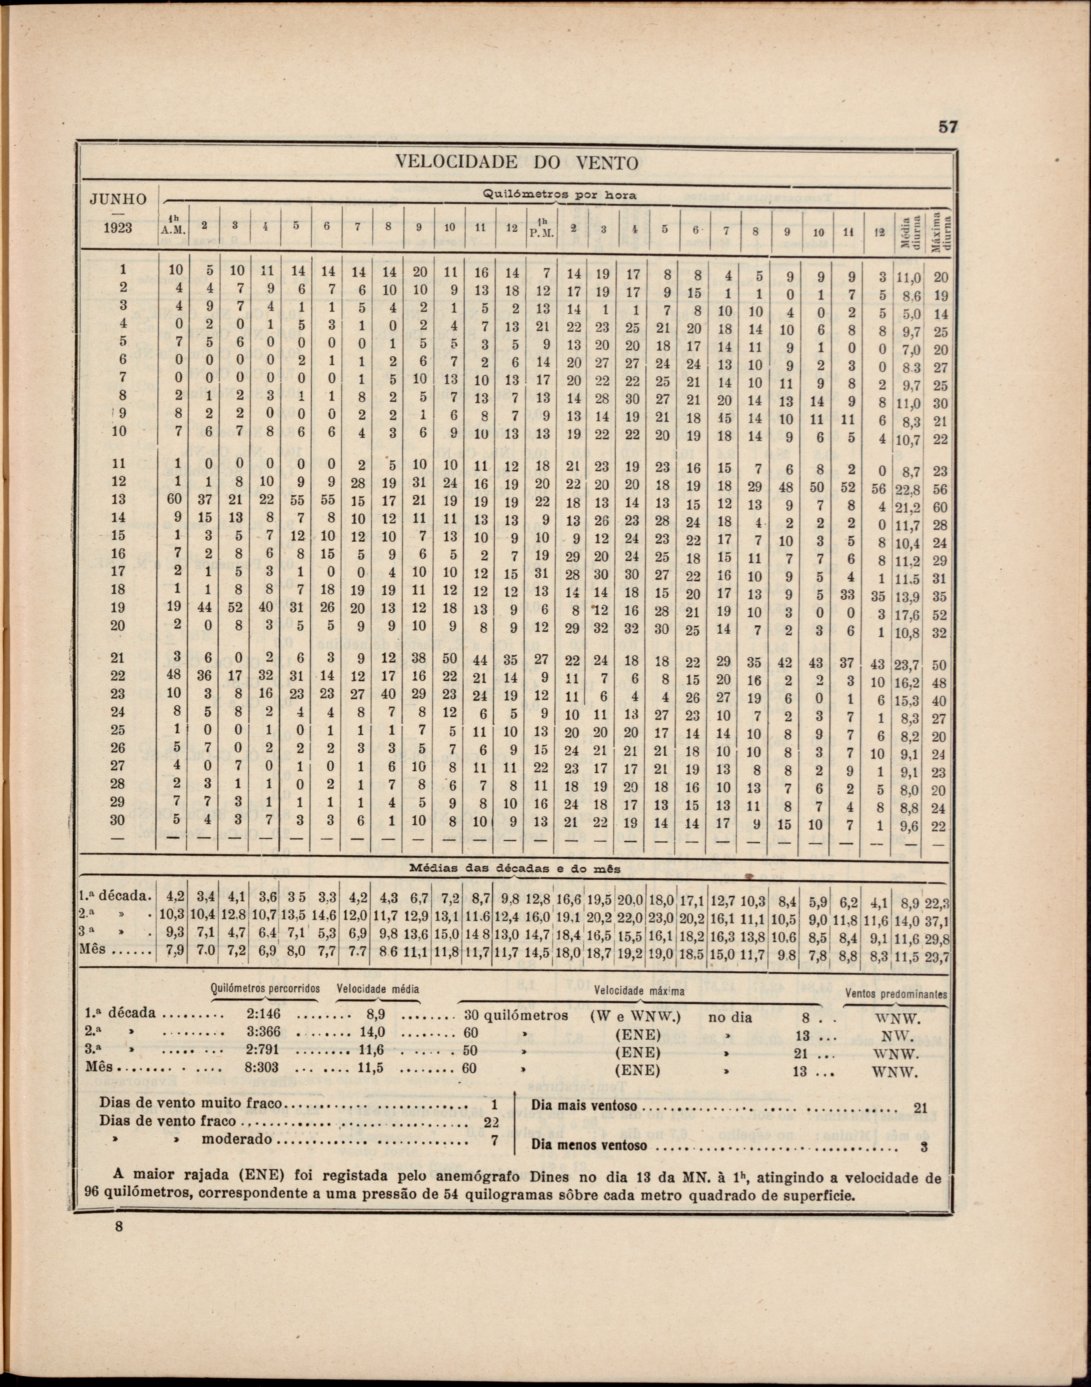 57
VELOCIDADE DO VENTO
JUNHO — 1923
Quilómetros por hora
1h A.M. 2 3 4 5 6 7 8 9 10 11 12 1h P.M. 2 3 4 5 6 7 8 9 10 11 12 Média diurna Máxima diurna
1 10 5 10 11 14 14 14 14 20 11 16 14 7 14 19 17 8 8 4 5 9 9 9 3 11,0 20
2 4 4 7 9 6 7 6 10 10 9 13 18 12 17 19 17 9 15 1 1 0 1 7 5 8,6 19
3 4 9 7 4 1 1 5 4 2 1 5 2 13 14 1 1 7 8 10 10 4 0 2 5 5,0 14
4 0 2 0 1 5 3 1 0 2 4 7 13 21 22 23 25 21 20 18 14 10 6 8 8 9,7 25
5 7 5 6 0 0 0 0 1 5 5 3 5 9 13 20 20 18 17 14 11 9 1 0 0 7,0 20
6 0 0 0 0 2 1 1 2 6 7 2 6 14 20 27 27 24 24 13 10 9 2 3 0 8.3 27
7 0 0 0 0 0 0 1 5 10 13 10 13 17 20 22 22 25 21 14 10 11 9 8 2 9,7 25
8 2 1 2 3 1 1 8 2 5 7 13 7 13 14 28 30 27 21 20 14 13 14 9 8 11,0 30
9 8 2 2 0 0 0 2 2 1 6 8 7 9 13 14 19 21 18 15 14 10 11 11 6 8,3 21
10 7 6 7 8 6 6 4 3 6 9 10 13 13 19 22 22 20 19 18 14 9 6 5 4 10,7 22
11 1 0 0 0 0 0 2 5 10 10 11 12 18 21 23 19 23 16 15 7 6 8 2 0 8,7 23
12 1 1 8 10 9 9 28 19 31 24 16 19 20 22 20 20 18 19 18 29 48 50 52 56 22,8 56
13 60 37 21 22 55 55 15 17 21 19 19 19 22 18 13 14 13 15 12 13 9 7 8 4 21,2 60
14 9 15 13 8 7 8 10 12 11 11 13 13 9 13 26 23 28 24 18 4 2 2 2 0 11,7 28
15 1 3 5 7 12 10 12 10 7 13 10 9 10 9 12 24 23 22 17 7 10 3 5 8 10,4 24
16 7 2 8 6 8 15 5 9 6 5 2 7 19 29 20 24 25 18 15 11 7 7 6 8 11,2 29
17 2 1 5 3 1 0 0 4 10 10 12 15 31 28 30 30 27 22 16 10 9 5 4 1 11.5 31
18 1 1 8 8 7 18 19 19 11 12 12 12 13 14 14 18 15 20 17 13 9 5 33 35 13,9 35
19 19 44 52 40 31 26 20 13 12 18 13 9 6 8 12 16 28 21 19 10 3 0 0 3 17,6 52
20 2 0 8 3 5 5 9 9 10 9 8 9 12 29 32 32 30 25 14 7 2 3 6 1 10,8 32
21 3 6 0 2 6 3 9 12 38 50 44 35 27 22 24 18 18 22 29 35 42 43 37 43 23,7 50
22 48 36 17 32 31 14 12 17 16 22 21 14 9 11 7 6 8 15 20 16 2 2 3 10 16,2 48
23 10 3 8 16 23 23 27 40 29 23 24 19 12 11 6 4 4 26 27 19 6 0 1 6 15,3 40
24 8 5 8 2 4 4 8 7 8 12 6 5 9 10 11 13 27 23 10 7 2 3 7 1 8,3 27
25 1 0 0 1 0 1 1 1 7 5 11 10 13 20 20 20 17 14 14 10 8 9 7 6 8,2 20
26 5 7 0 2 2 2 3 3 5 7 6 9 15 24 21 21 21 18 10 10 8 3 7 10 9,1 24
27 4 0 7 0 1 0 1 6 10 8 11 11 22 23 17 17 21 19 13 8 8 2 9 1 9,1 23
28 2 3 1 1 0 2 1 7 8 6 7 8 11 18 19 20 18 16 10 13 7 6 2 5 8,0 20
29 7 7 3 1 1 1 1 4 5 9 8 10 16 24 18 17 13 15 13 11 8 7 4 8 8,8 24
30 5 4 3 7 3 3 6 1 10 8 10 9 13 21 22 19 14 14 17 9 15 10 7 1 9,6 22
— — — — — — — — — — — — — — — — — — — — — — — — — — —
Médias das décadas e do mês
1.ª década. 4,2 3,4 4,1 3,6 3 5 3,3 4,2 4,3 6,7 7,2 8,7 9,8 12,8 16,6 19,5 20.0 18,0 17,1 12,7 10,3 8,4 5,9 6,2 4,1 8,9 22,3
2.ª » . 10,3 10,4 12.8 10,7 13,5 14.6 12,0 11,7 12,9 13,1 11.6 12,4 16,0 19,1 20,2 22,0 23,0 20,2 16,1 11,1 10,5 9,0 11,8 11,6 14,0 37,1
3 ª » . 9,3 7,1 4,7 6.4 7,1 5,3 6,9 9,8 13.6 15,0 14 8 13,0 14,7 18,4 16,5 15,5 16,1 18,2 16,3 13,8 10,6 8,5 8,4 9,1 11,6 29,8
Mês ...... 7,9 7.0 7,2 6,9 8,0 7,7 7.7 8 6 11,1 11,8 11,7 11,7 14,5 18,0 18,7 19,2 19,0 18,5 15,0 11,7 9.8 7,8 8,8 8,3 11,5 29,7
Quilómetros percorridos Velocidade média Velocidade máxima Ventos predominantes
1.ª década ......... 2:146 ........ 8,9 ........ 30 quilómetros (W e WNW.) no dia 8 . . WNW.
2.ª » ......... 3:366 ........ 14,0 ......... 60 » (ENE) » 13 ... NW.
3.ª » ......... 2:791 ........ 11,6 ........ 50 » (ENE) » 21 ... WNW.
Mês ............ 8:303 ......... 11,5 ........ 60 » (ENE) » 13 ... WNW.
Dias de vento muito fraco............ ............... 1
Dias de vento fraco .............. .................. 22
» » moderado ............. ............. 7
Dia mais ventoso .............. ..... .............. 21
Dia menos ventoso .................................... 3
A maior rajada (ENE) foi registada pelo anemógrafo Dines no dia 13 da MN. à 1h, atingindo a velocidade de
96 quilómetros, correspondente a uma pressão de 54 quilogramas sôbre cada metro quadrado de superfície.
8